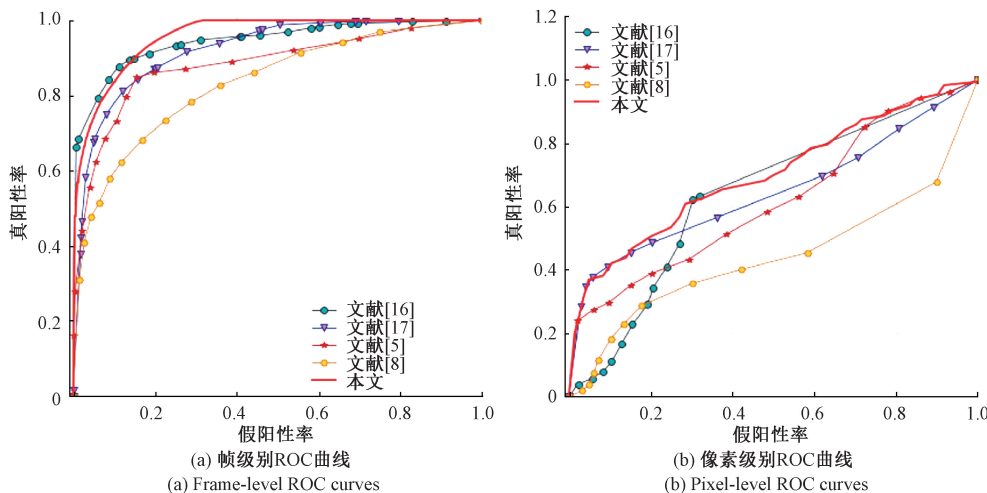 1.0
0.8
0.6
0.4
0.2
0
真阳性率
文献[16]
文献[17]
文献[5]
文献[8]
本文
0.2
0.4
0.6
0.8
1.0
假阳性率
(a) 帧级别ROC曲线
(a) Frame-level ROC curves
1.2
1.0
0.8
0.6
0.4
0.2
0
真阳性率
文献[16]
文献[17]
文献[5]
文献[8]
本文
0.2
0.4
0.6
0.8
1.0
假阳性率
(b) 像素级别ROC曲线
(b) Pixel-level ROC curves